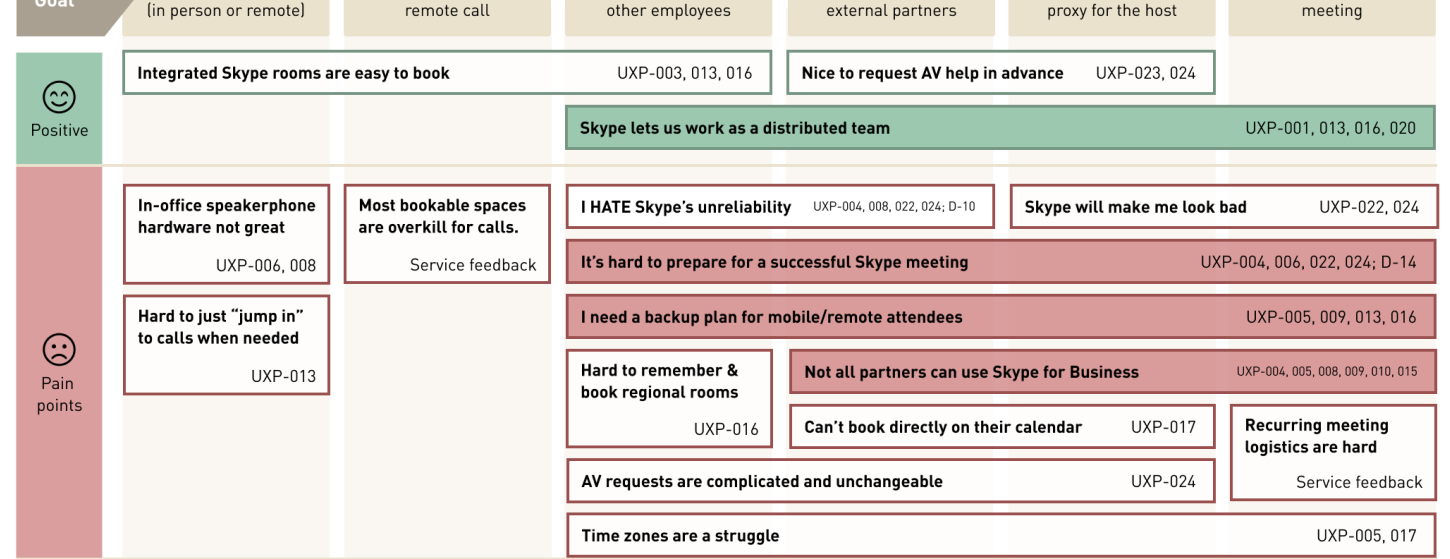 Goal
(in person or remote)
remote call
other employees
external partners
proxy for the host
meeting
Positive
Integrated Skype rooms are easy to book UXP-003, 013, 016
Nice to request AV help in advance UXP-023, 024
Skype lets us work as a distributed team UXP-001, 013, 016, 020
Pain
points
In-office speakerphone
hardware not great
UXP-006, 008
Most bookable spaces
are overkill for calls.
Service feedback
I HATE Skype’s unreliability UXP-004, 008, 022, 024; D-10
Skype will make me look bad UXP-022, 024
It’s hard to prepare for a successful Skype meeting UXP-004, 006, 022, 024; D-14
Hard to just “jump in”
to calls when needed
UXP-013
I need a backup plan for mobile/remote attendees UXP-005, 009, 013, 016
Hard to remember &
book regional rooms
UXP-016
Not all partners can use Skype for Business UXP-004, 005, 008, 009, 010, 015
Can’t book directly on their calendar UXP-017
Recurring meeting
logistics are hard
Service feedback
AV requests are complicated and unchangeable UXP-024
Time zones are a struggle UXP-005, 017